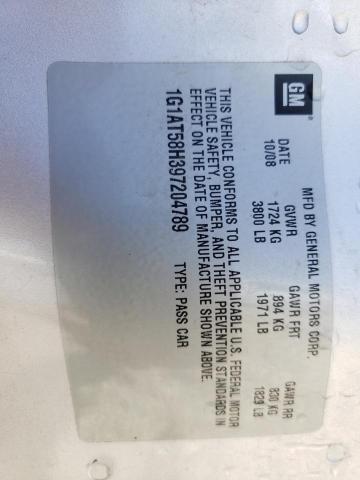 GM
MFD BY GENERAL MOTORS CORP.
DATE GVWR GAWR FRT GAWR RR
10/08 1724 KG 894 KG 830 KG
3800 LB 1971 LB 1829 LB
THIS VEHICLE CONFORMS TO ALL APPLICABLE U.S. FEDERAL MOTOR
VEHICLE SAFETY, BUMPER, AND THEFT PREVENTION STANDARDS IN
EFFECT ON THE DATE OF MANUFACTURE SHOWN ABOVE.
1G1AT58H397204789 TYPE: PASS CAR